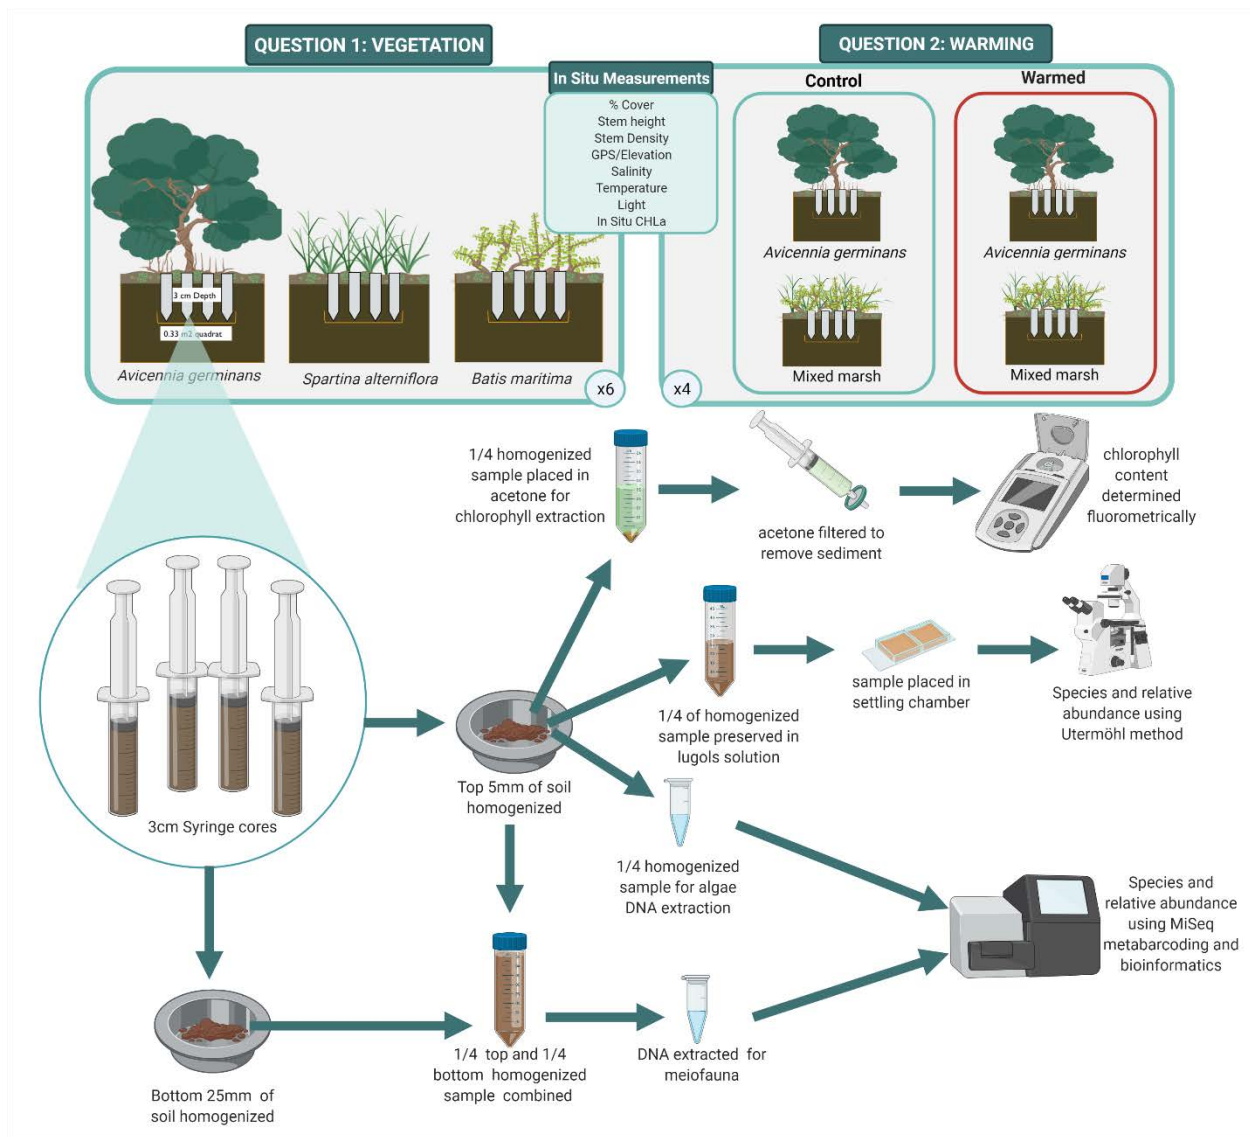 QUESTION 1: VEGETATION
QUESTION 2: WARMING
In Situ Measurements
% Cover
Stem height
Stem Density
GPS/Elevation
Salinity
Temperature
Light
In Situ CHLa
Control
Warmed
3 cm Depth
0.33 m2 quadrat
Avicennia germinans
Spartina alterniflora
Batis maritima
x6
x4
Avicennia germinans
Mixed marsh
Avicennia germinans
Mixed marsh
1/4 homogenized
sample placed in
acetone for
chlorophyll extraction
acetone filtered to
remove sediment
chlorophyll
content
determined
fluorometrically
3cm Syringe cores
Top 5mm of soil
homogenized
1/4 of homogenized
sample preserved in
lugols solution
sample placed in
settling chamber
Species and relative
abundance using
Utermöhl method
1/4 homogenized
sample for algae
DNA extraction
Species and
relative abundance
using MiSeq
metabarcoding and
bioinformatics
Bottom 25mm of
soil homogenized
1/4 top and 1/4
bottom homogenized
sample combined
DNA extracted for
meiofauna